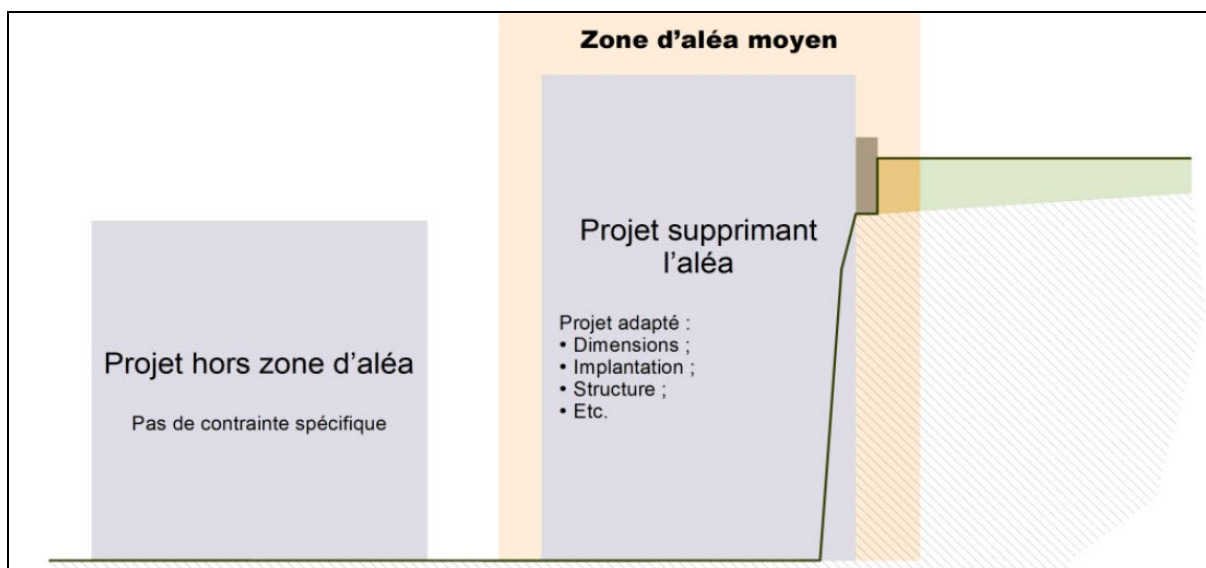 Zone d’aléa moyen
Projet supprimant
l’aléa
Projet adapté :
• Dimensions ;
• Implantation ;
• Structure ;
• Etc.
Projet hors zone d’aléa
Pas de contrainte spécifique